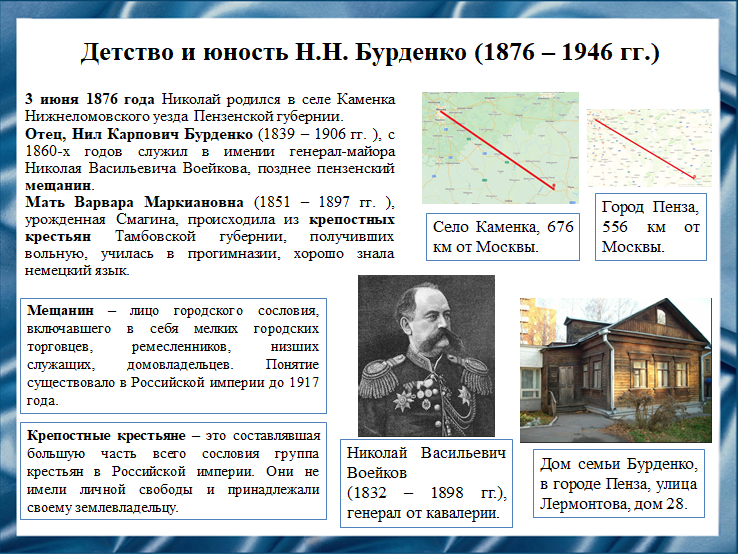 Детство и юность Н.Н. Бурденко (1876 – 1946 гг.)
3 июня 1876 года Николай родился в селе Каменка
Нижнеломовского уезда Пензенской губернии.
Отец, Нил Карпович Бурденко (1839 – 1906 гг. ), с
1860-х годов служил в имении генерал-майора
Николая Васильевича Воейкова, позднее пензенский
мещанин.
Мать Варвара Маркиановна (1851 – 1897 гг. ),
урожденная Смагина, происходила из крепостных
крестьян Тамбовской губернии, получивших
вольную, училась в прогимназии, хорошо знала
немецкий язык.
Село Каменка, 676
км от Москвы.
Город Пенза,
556 км от
Москвы.
Мещанин – лицо городского сословия,
включавшего в себя мелких городских
торговцев, ремесленников, низших
служащих, домовладельцев. Понятие
существовало в Российской империи до 1917
года.
Крепостные крестьяне – это составлявшая
большую часть всего сословия группа
крестьян в Российской империи. Они не
имели личной свободы и принадлежали
своему землевладельцу.
Николай Васильевич
Воейков
(1832 – 1898 гг.),
генерал от кавалерии.
Дом семьи Бурденко,
в городе Пенза, улица
Лермонтова, дом 28.